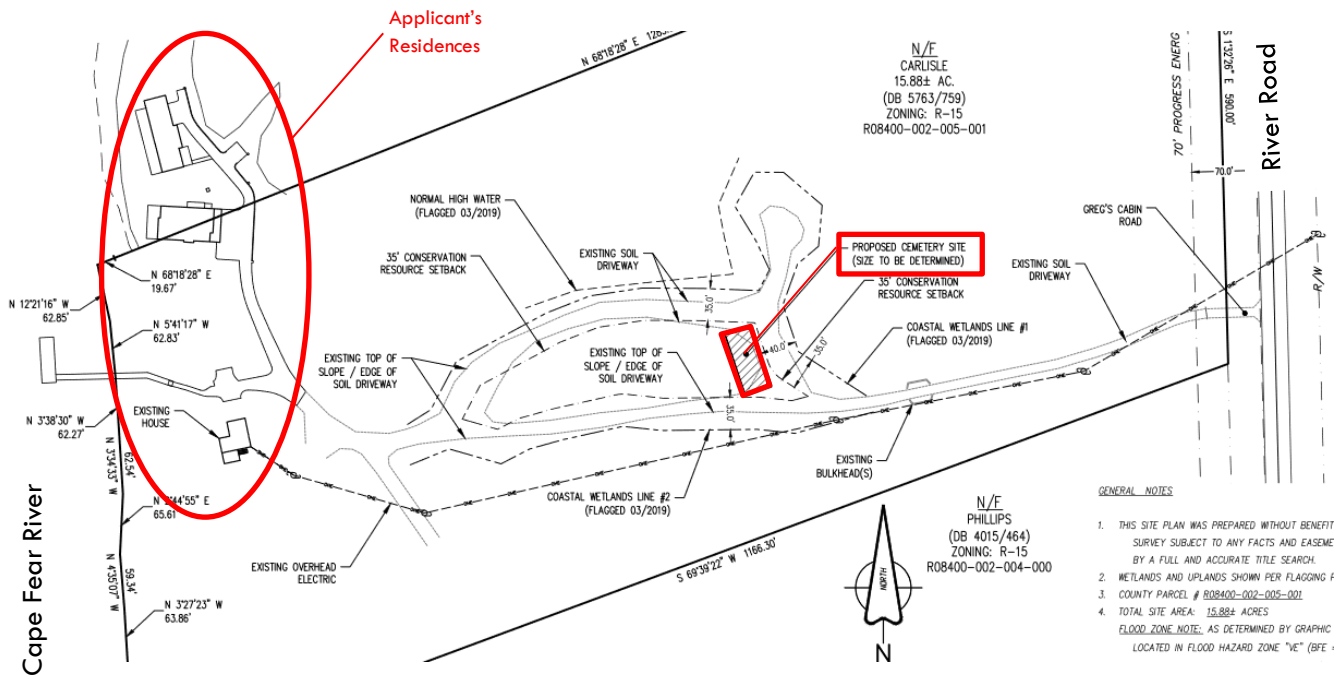 Applicant's
Residences
N 68°18'28" E
N/F
CARLISLE
15.88± AC.
(DB 5763/759)
ZONING: R-15
R08400-002-005-001
70' PROGRESS ENERG
S 1°32'26" E 590.00'
River Road
70.0'
NORMAL HIGH WATER
(FLAGGED 03/2019)
GREG'S CABIN
ROAD
35' CONSERVATION
RESOURCE SETBACK
EXISTING SOIL
DRIVEWAY
PROPOSED CEMETERY SITE
(SIZE TO BE DETERMINED)
EXISTING SOIL
DRIVEWAY
35' CONSERVATION
RESOURCE SETBACK
R/W
N 68°18'28" E
19.67'
N 12°21'16" W
62.85'
N 5°41'17" W
62.83'
35.0'
40.0'
35.0'
COASTAL WETLANDS LINE #1
(FLAGGED 03/2019)
EXISTING TOP OF
SLOPE / EDGE OF
SOIL DRIVEWAY
EXISTING TOP OF
SLOPE / EDGE OF
SOIL DRIVEWAY
35.0'
EXISTING
HOUSE
N 3°38'30" W
62.27'
N 3°34'33" W
62.54'
EXISTING
BULKHEAD(S)
65.61
COASTAL WETLANDS LINE #2
(FLAGGED 03/2019)
N/F
PHILLIPS
(DB 4015/464)
ZONING: R-15
R08400-002-004-000
EXISTING OVERHEAD
ELECTRIC
S 69°39'22" W 1166.30'
N 4°35'07" W
59.34'
N 3°27'23" W
63.86'
Cape Fear River
NORTH
N
GENERAL NOTES
1. THIS SITE PLAN WAS PREPARED WITHOUT BENEFIT
SURVEY SUBJECT TO ANY FACTS AND EASEME
BY A FULL AND ACCURATE TITLE SEARCH.
2. WETLANDS AND UPLANDS SHOWN PER FLAGGING
3. COUNTY PARCEL # R08400-002-005-001
4. TOTAL SITE AREA: 15.88± ACRES
FLOOD ZONE NOTE: AS DETERMINED BY GRAPHIC
LOCATED IN FLOOD HAZARD ZONE "VE" (BFE